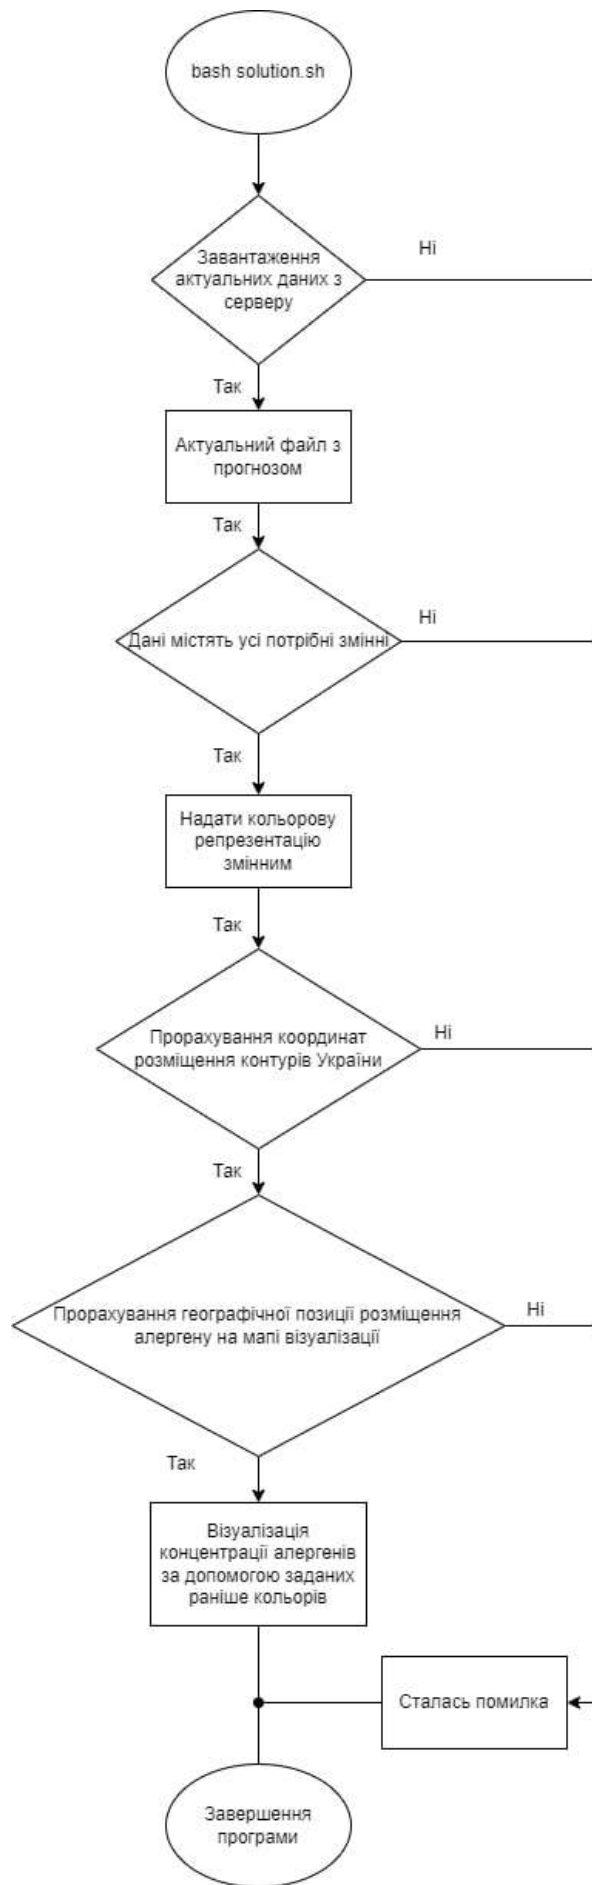 bash solution.sh
Завантаження
актуальних даних з
серверу
Ні
Так
Актуальний файл з
прогнозом
Так
Дані містять усі потрібні змінні
Ні
Так
Надати кольорову
репрезентацію
змінним
Так
Прорахування координат
розміщення контурів України
Ні
Так
Прорахування географічної позиції розміщення
алергену на мапі візуалізації
Ні
Так
Візуалізація
концентрації алергенів
за допомогою заданих
раніше кольорів
Сталась помилка
Завершення
програми